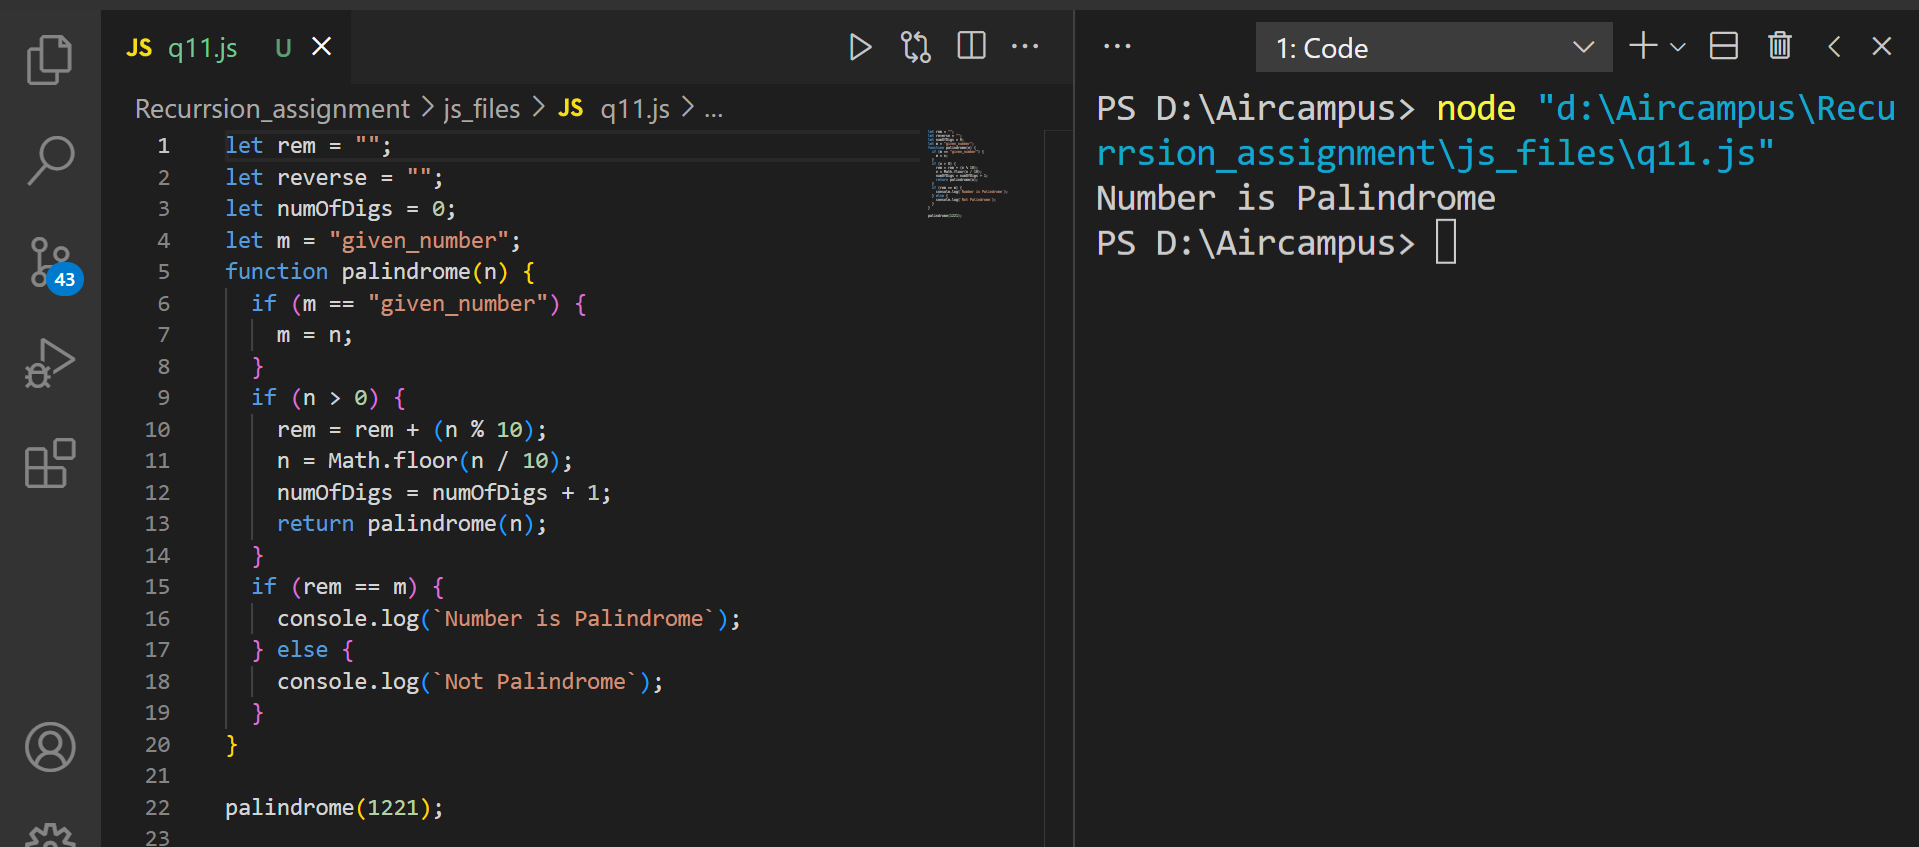 JS q11.js U
Recurrsion_assignment > js_files > JS q11.js > ...
1 let rem = "";
2 let reverse = "";
3 let numOfDigs = 0;
4 let m = "given_number";
5 function palindrome(n) {
6 if (m == "given_number") {
7 m = n;
8 }
9 if (n > 0) {
10 rem = rem + (n % 10);
11 n = Math.floor(n / 10);
12 numOfDigs = numOfDigs + 1;
13 return palindrome(n);
14 }
15 if (rem == m) {
16 console.log(`Number is Palindrome`);
17 } else {
18 console.log(`Not Palindrome`);
19 }
20 }
21
22 palindrome(1221);
23
43
1: Code
PS D:\Aircampus> node "d:\Aircampus\Recu
rrsion_assignment\js_files\q11.js"
Number is Palindrome
PS D:\Aircampus>